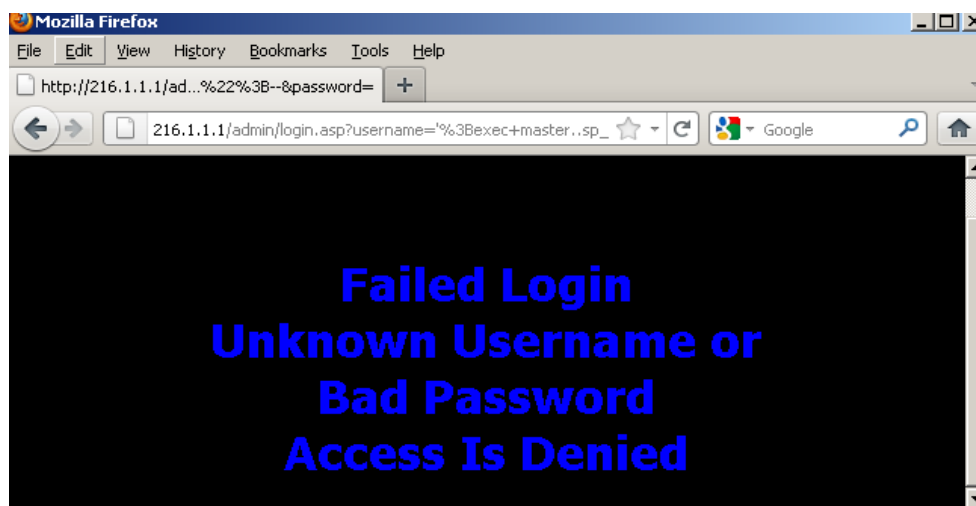 Mozilla Firefox
File Edit View History Bookmarks Tools Help
http://216.1.1.1/ad...%22%3B--&password= +
216.1.1.1/admin/login.asp?username='%3Bexec+master..sp_ Google
Failed Login
Unknown Username or
Bad Password
Access Is Denied